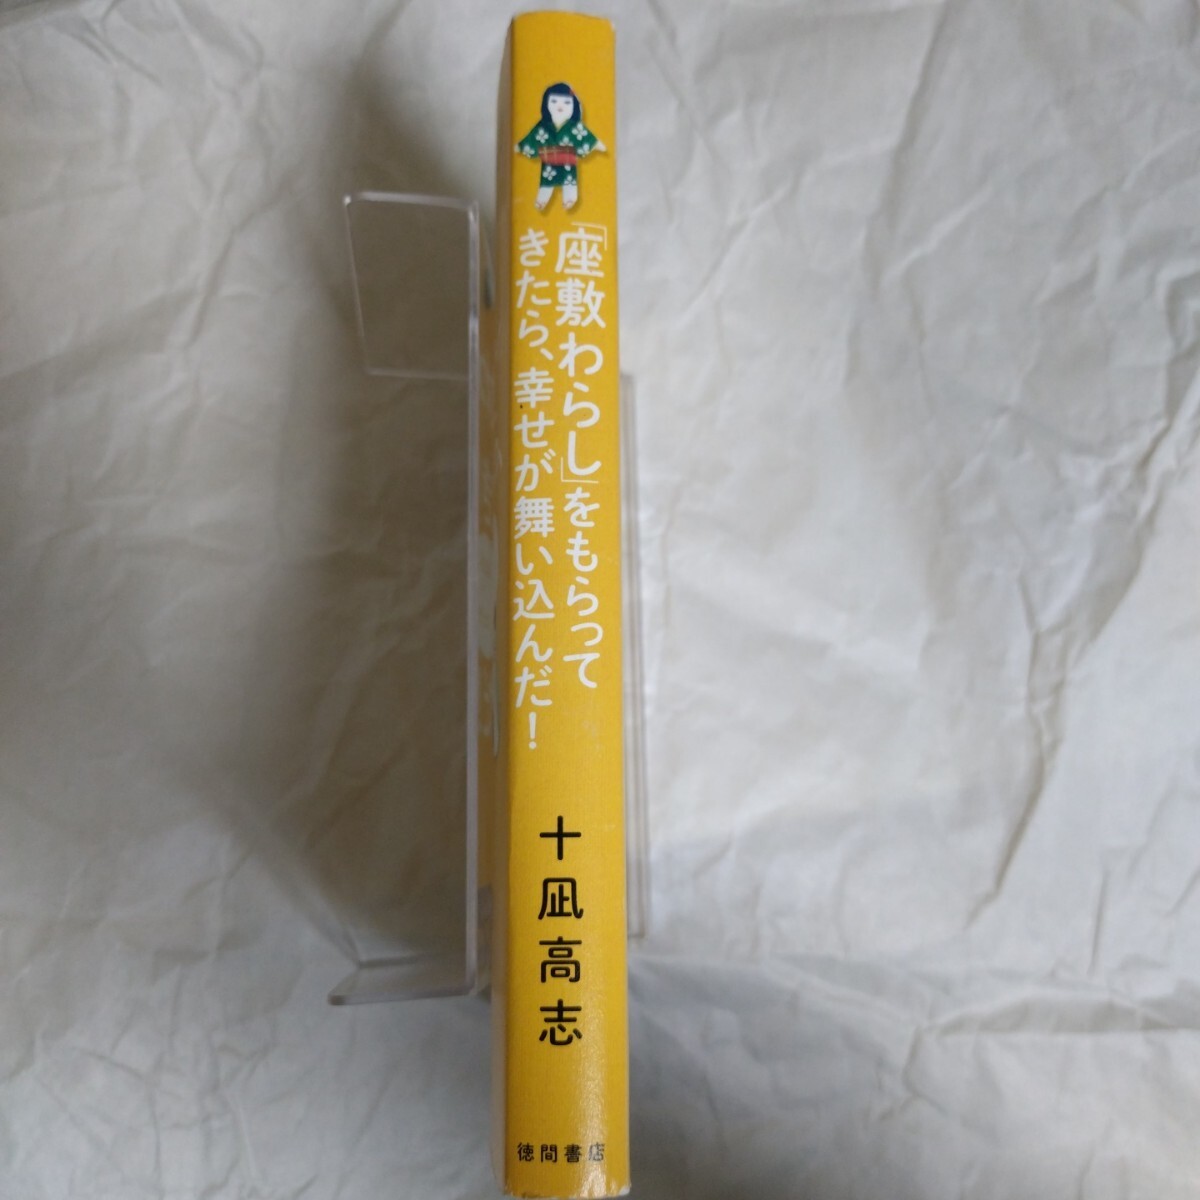 「座敷わらし」をもらって
きたら、幸せが舞い込んだ！
十凪高志
徳間書店